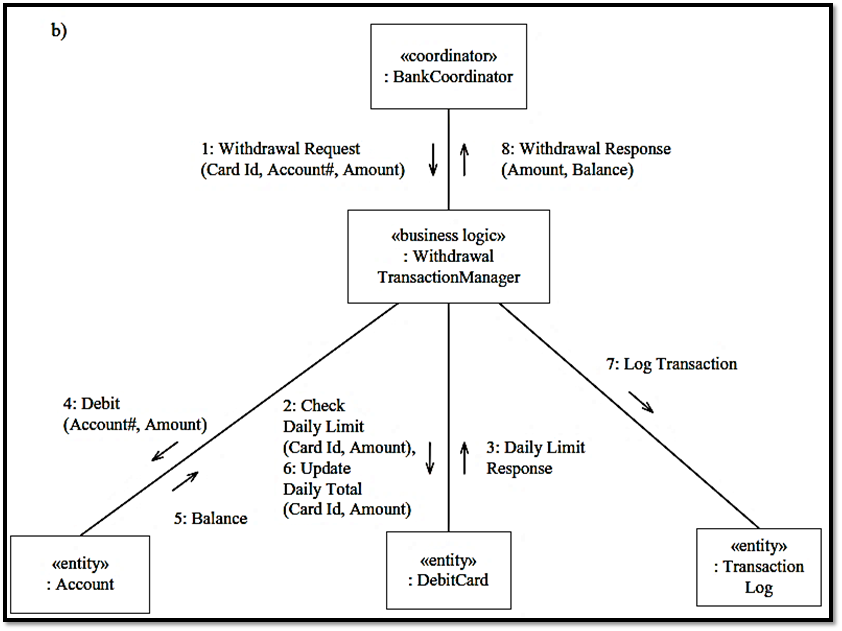 b)
«coordinator»
: BankCoordinator
1: Withdrawal Request
(Card Id, Account#, Amount)
8: Withdrawal Response
(Amount, Balance)
«business logic»
: Withdrawal
TransactionManager
7: Log Transaction
4: Debit
(Account#, Amount)
2: Check
Daily Limit
(Card Id, Amount),
6: Update
Daily Total
(Card Id, Amount)
3: Daily Limit
Response
5: Balance
«entity»
: Account
«entity»
: DebitCard
«entity»
: Transaction
Log